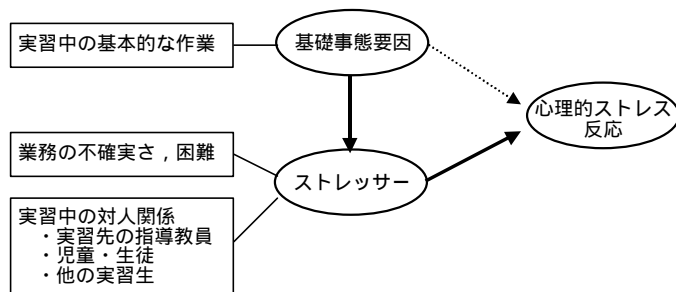 実習中の基本的な作業
基礎事態要因
心理的ストレス
反応
業務の不確実さ，困難
ストレッサー
実習中の対人関係
・実習先の指導教員
・児童・生徒
・他の実習生